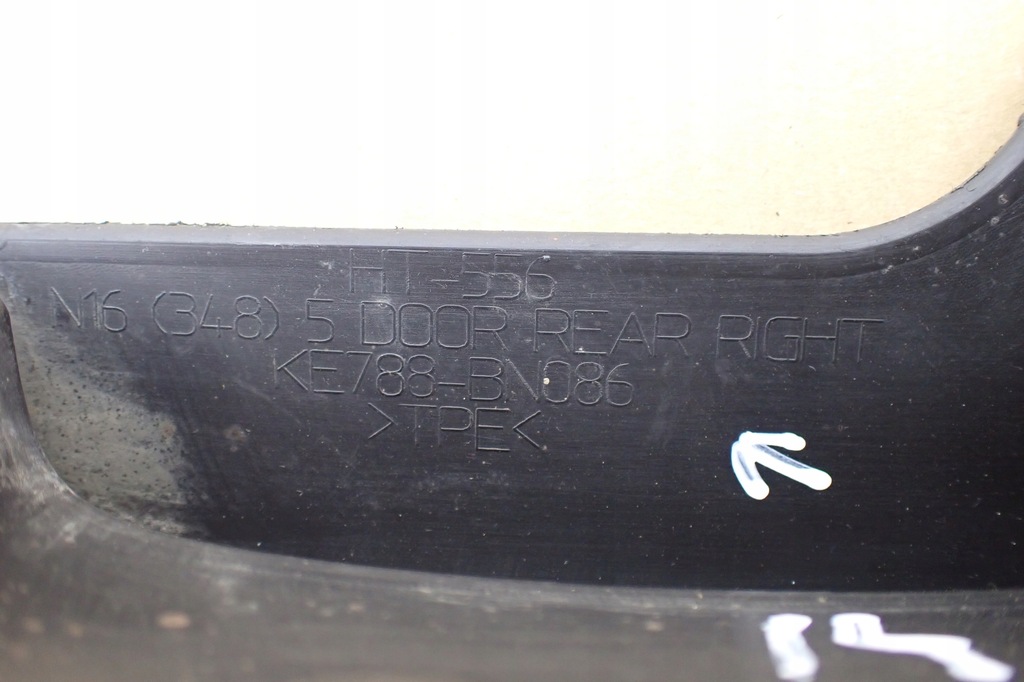 HT-556
N16 (348) 5 DOOR REAR RIGHT
KE788-BN086
>TPE<